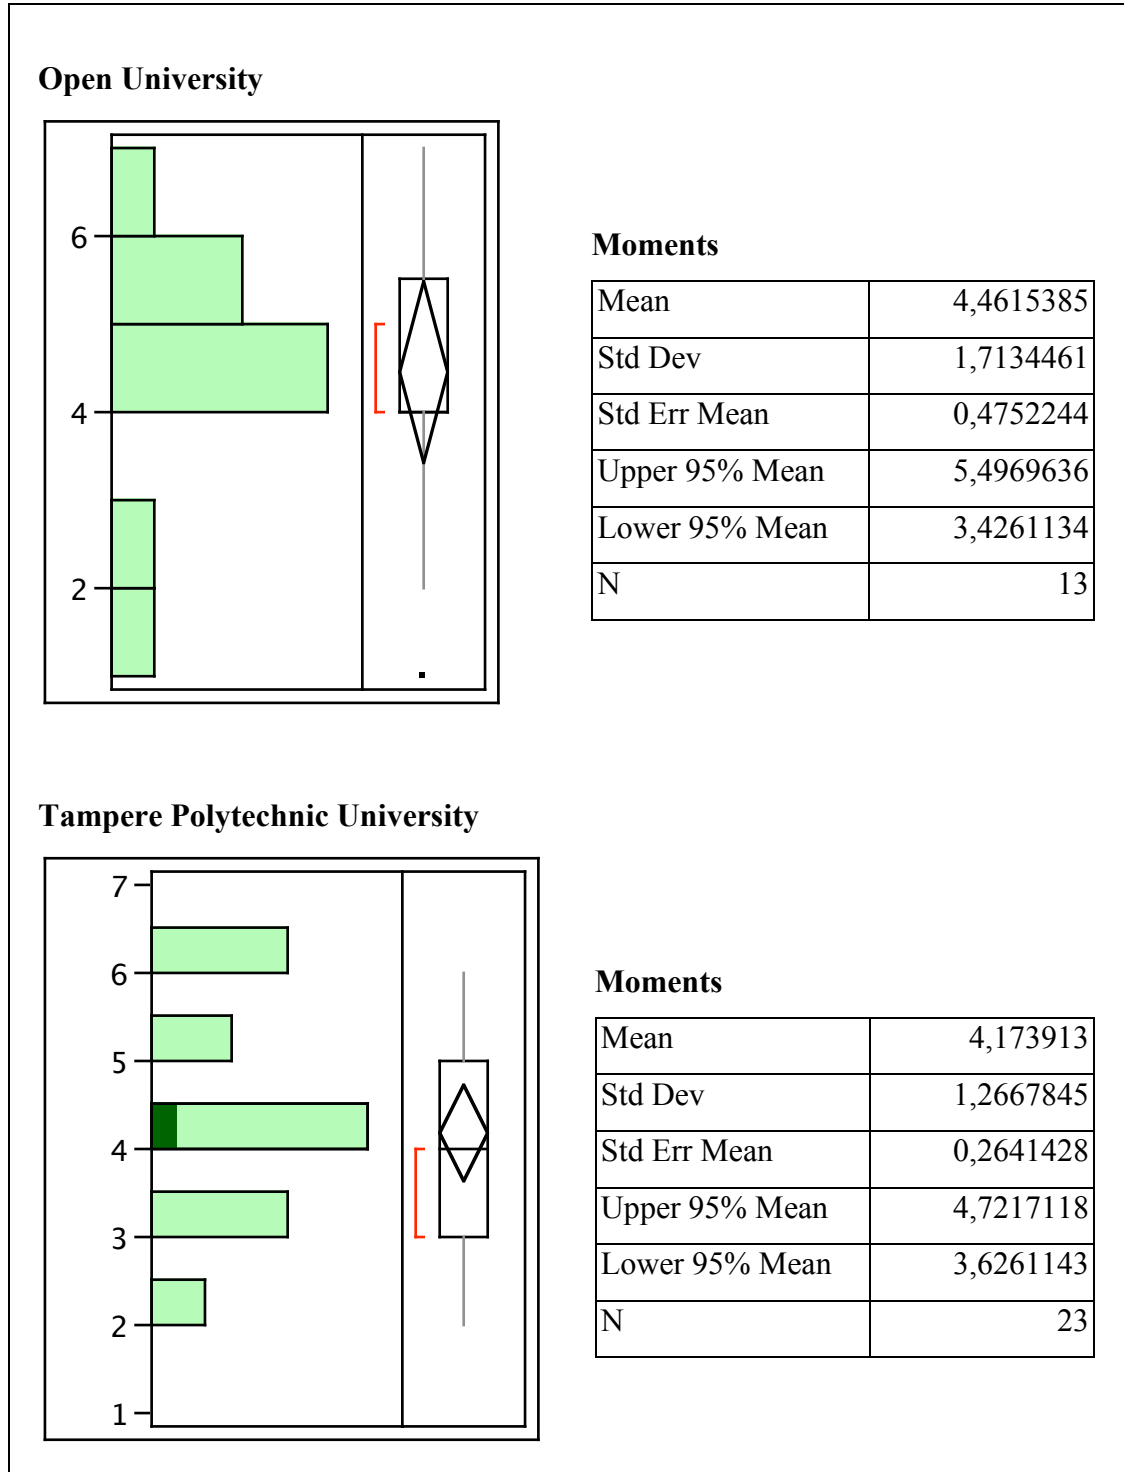 Open University
6
4
2
Moments
Mean 4,4615385
Std Dev 1,7134461
Std Err Mean 0,4752244
Upper 95% Mean 5,4969636
Lower 95% Mean 3,4261134
N 13
Tampere Polytechnic University
7
6
5
4
3
2
1
Moments
Mean 4,173913
Std Dev 1,2667845
Std Err Mean 0,2641428
Upper 95% Mean 4,7217118
Lower 95% Mean 3,6261143
N 23